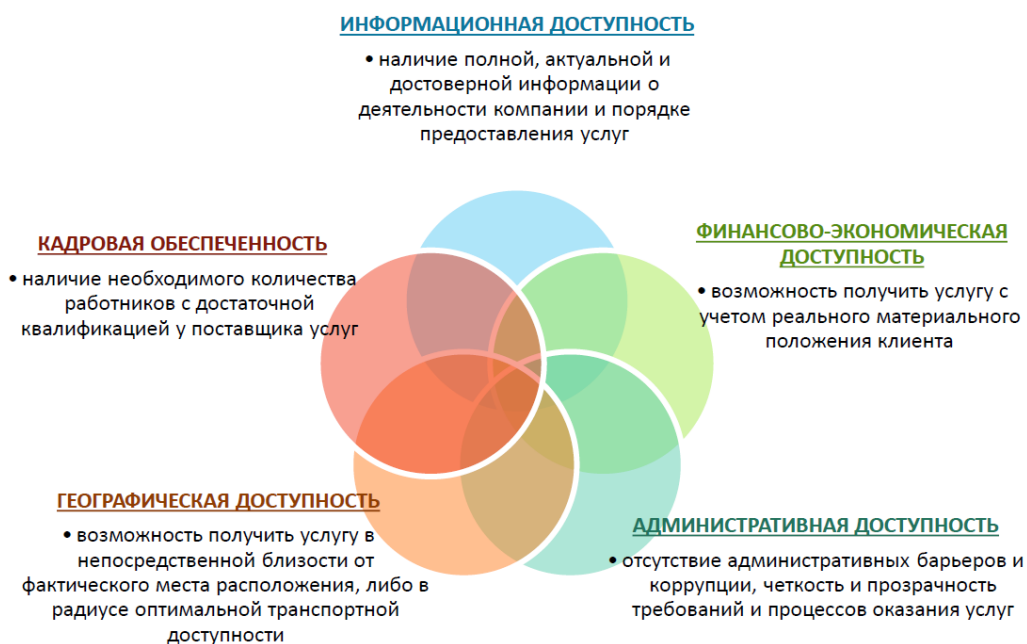 ИНФОРМАЦИОННАЯ ДОСТУПНОСТЬ
• наличие полной, актуальной и
достоверной информации о
деятельности компании и порядке
предоставления услуг
КАДРОВАЯ ОБЕСПЕЧЕННОСТЬ
• наличие необходимого количества
работников с достаточной
квалификацией у поставщика услуг
ФИНАНСОВО-ЭКОНОМИЧЕСКАЯ
ДОСТУПНОСТЬ
• возможность получить услугу с
учетом реального материального
положения клиента
ГЕОГРАФИЧЕСКАЯ ДОСТУПНОСТЬ
• возможность получить услугу в
непосредственной близости от
фактического места расположения, либо в
радиусе оптимальной транспортной
доступности
АДМИНИСТРАТИВНАЯ ДОСТУПНОСТЬ
• отсутствие административных барьеров и
коррупции, четкость и прозрачность
требований и процессов оказания услуг